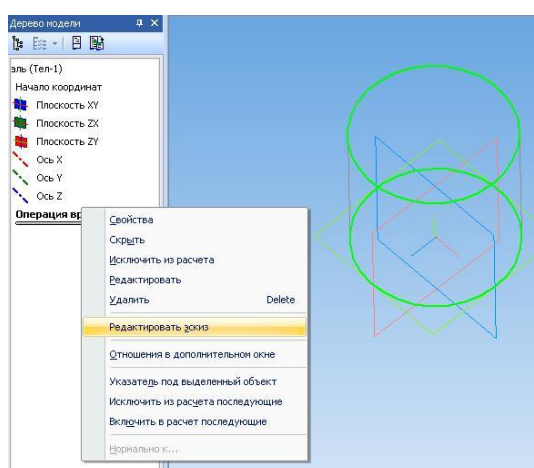 Дерево модели
аль (Тел-1)
Начало координат
Плоскость XY
Плоскость ZX
Плоскость ZY
Ось X
Ось Y
Ось Z
Операция вр
Свойства
Скрыть
Исключить из расчета
Редактировать
Удалить Delete
Редактировать эскиз
Отношения в дополнительном окне
Указатель под выделенный объект
Исключить из расчета последующие
Включить в расчет последующие
Нормально к...